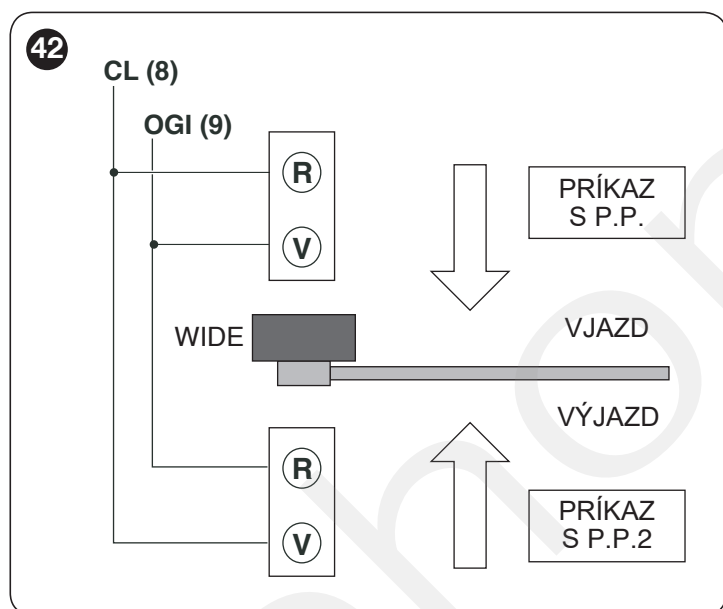 42
CL (8)
OGI (9)
R
V
PRÍKAZ
S P.P.
WIDE
VJAZD
VÝJAZD
R
V
PRÍKAZ
S P.P.2